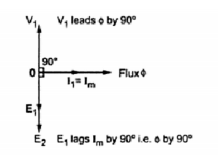 V₁ V₁ leads ϕ by 90°
90°
0 Flux ϕ
I₁ = Iₘ
E₁
E₂ E₁ lags Iₘ by 90° i.e. ϕ by 90°